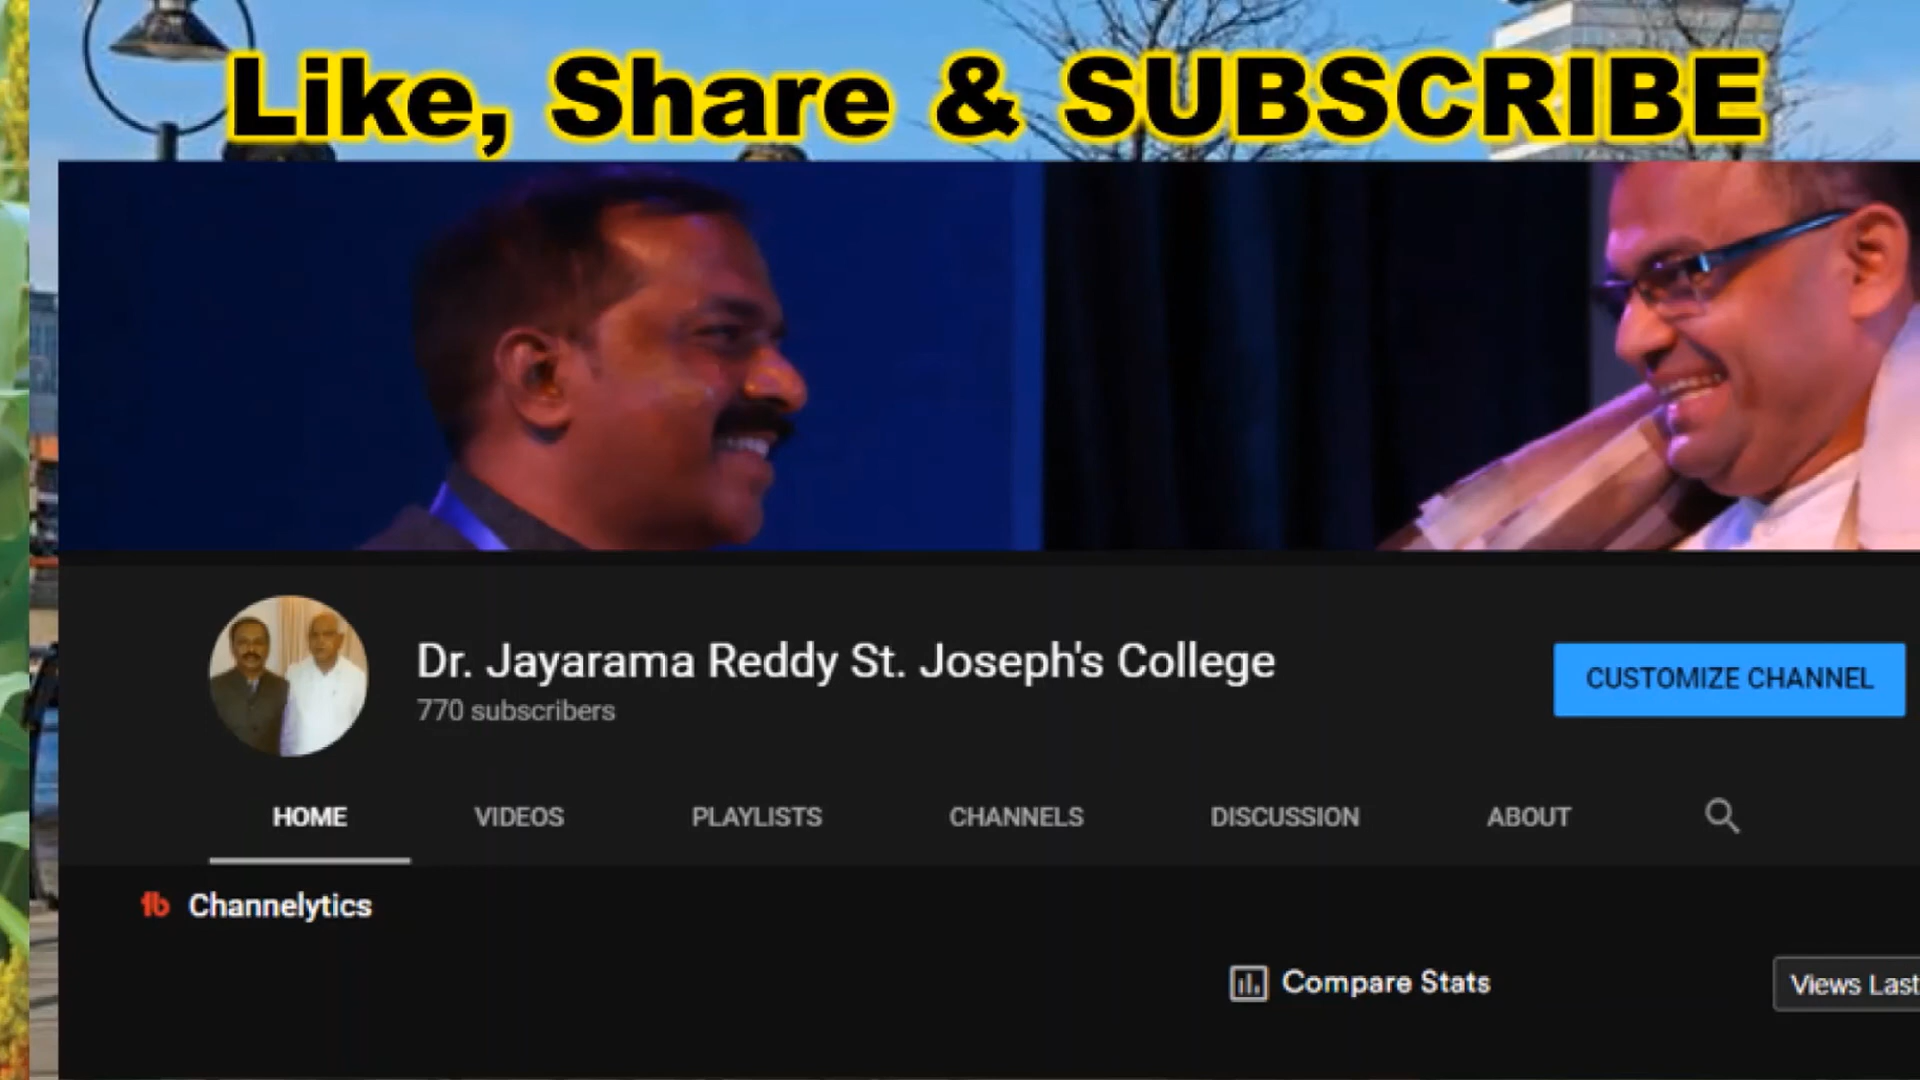 Like, Share & SUBSCRIBE
Dr. Jayarama Reddy St. Joseph's College
770 subscribers
CUSTOMIZE CHANNEL
HOME VIDEOS PLAYLISTS CHANNELS DISCUSSION ABOUT
tb Channelytics
Compare Stats
Views Last